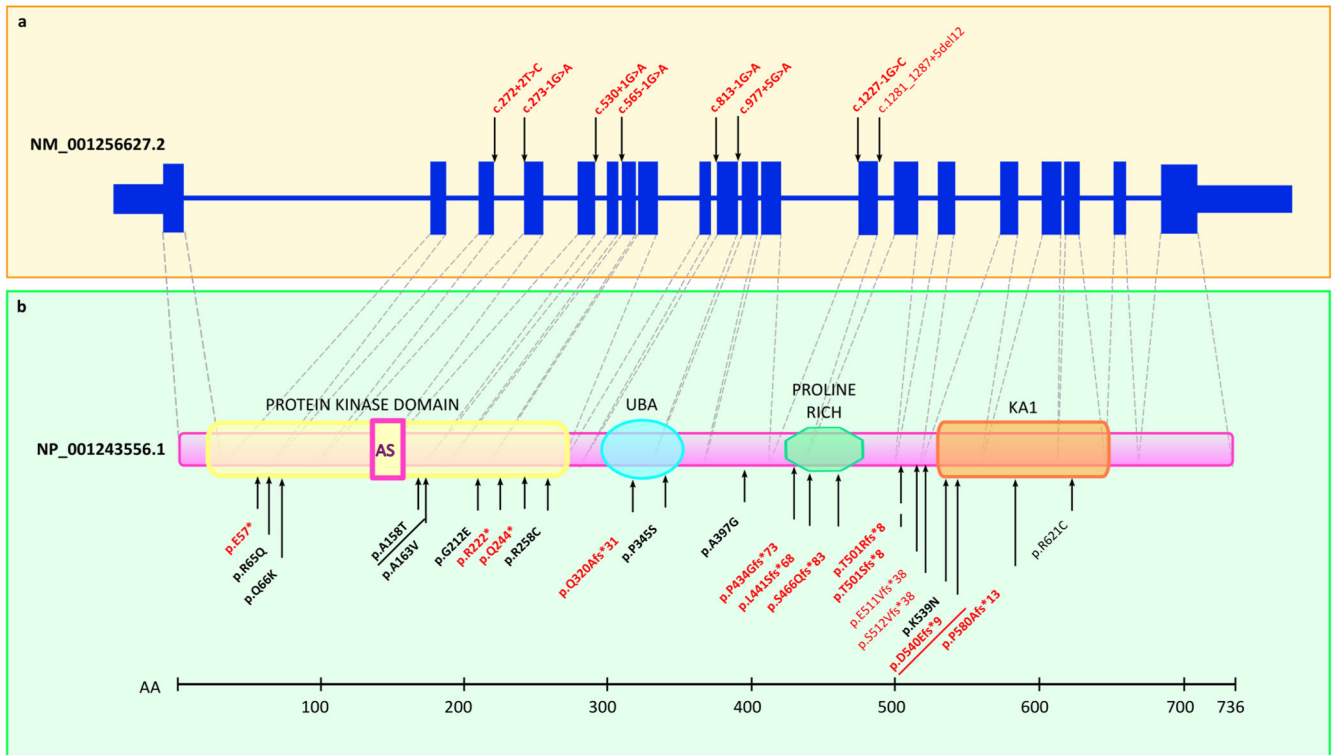 a
c.272+2T>C
c.273-1G>A
c.530+1G>A
c.565-1G>A
c.813-1G>A
c.977+5G>A
c.1227-1G>C
c.1281_1287+5del12
NM_001256627.2
b
PROTEIN KINASE DOMAIN
UBA
PROLINE
RICH
KA1
NP_001243556.1
AS
p.E57*
p.R65Q
p.Q66K
p.A158T
p.A163V
p.G212E
p.R222*
p.Q244*
p.R258C
p.Q320Afs*31
p.P345S
p.A397G
p.P434Gfs*73
p.L441Sfs*68
p.S466Qfs*83
p.T501Rfs*8
p.T501Sfs*8
p.E511Vfs*38
p.S512Vfs*38
p.K539N
p.D540Efs*9
p.P580Afs*13
p.R621C
AA
100 200 300 400 500 600 700 736